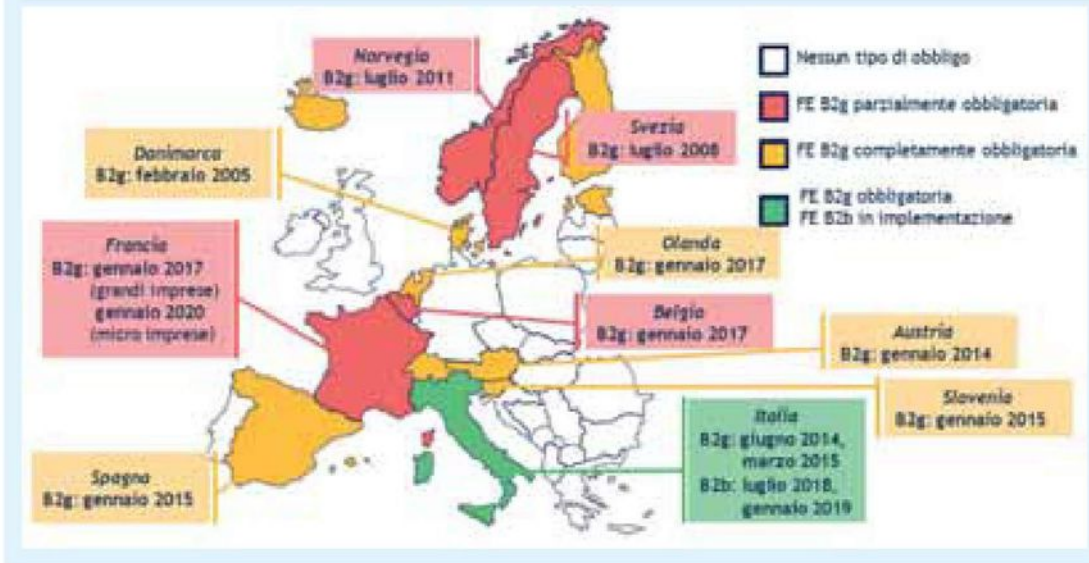 Norvegia
B2g: luglio 2011
Nessun tipo di obbligo
FE B2g parzialmente obbligatoria
FE B2g completamente obbligatoria
FE B2g obbligatoria
FE B2b in implementazione
Svezia
B2g: luglio 2008
Danimarca
B2g: febbraio 2005
Francia
B2g: gennaio 2017
(grandi imprese)
gennaio 2020
(micro imprese)
Olanda
B2g: gennaio 2017
Belgio
B2g: gennaio 2017
Austria
B2g: gennaio 2014
Slovenia
B2g: gennaio 2015
Italia
B2g: giugno 2014,
marzo 2015
B2b: luglio 2018,
gennaio 2019
Spagna
B2g: gennaio 2015